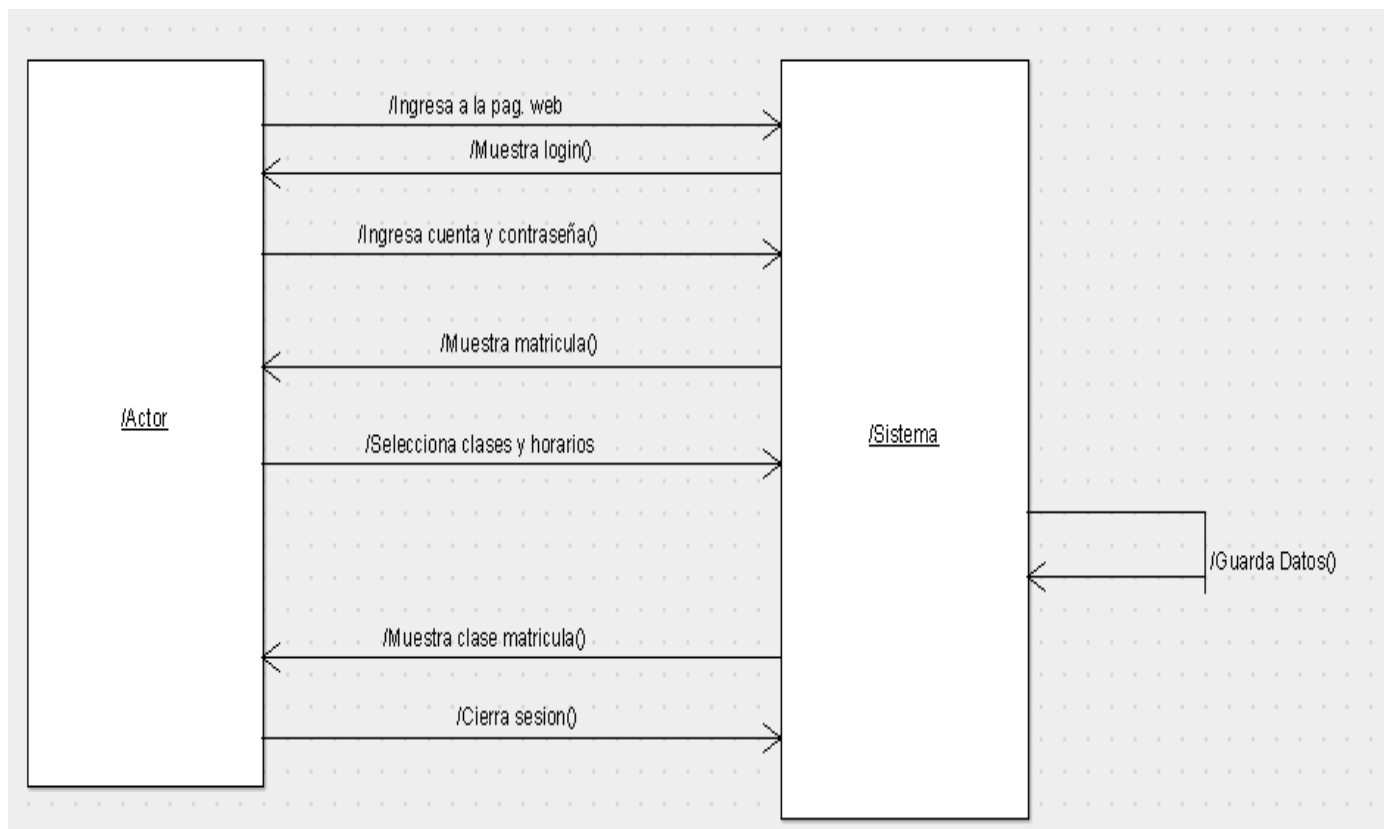 /Ingresa a la pag. web
/Muestra login()
/Ingresa cuenta y contraseña()
/Muestra matricula()
/Actor
/Selecciona clases y horarios
/Sistema
/Guarda Datos()
/Muestra clase matricula()
/Cierra sesion()